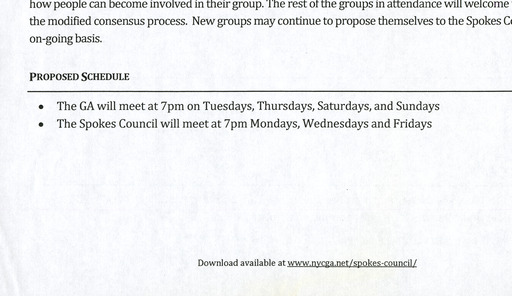 how people can become involved in their group. The rest of the groups in attendance will welcome
the modified consensus process.  New groups may continue to propose themselves to the Spokes
on-going basis.
PROPOSED SCHEDULE
• The GA will meet at 7pm on Tuesdays, Thursdays, Saturdays, and Sundays
• The Spokes Council will meet at 7pm Mondays, Wednesdays and Fridays
Download available at www.nycga.net/spokes-council/